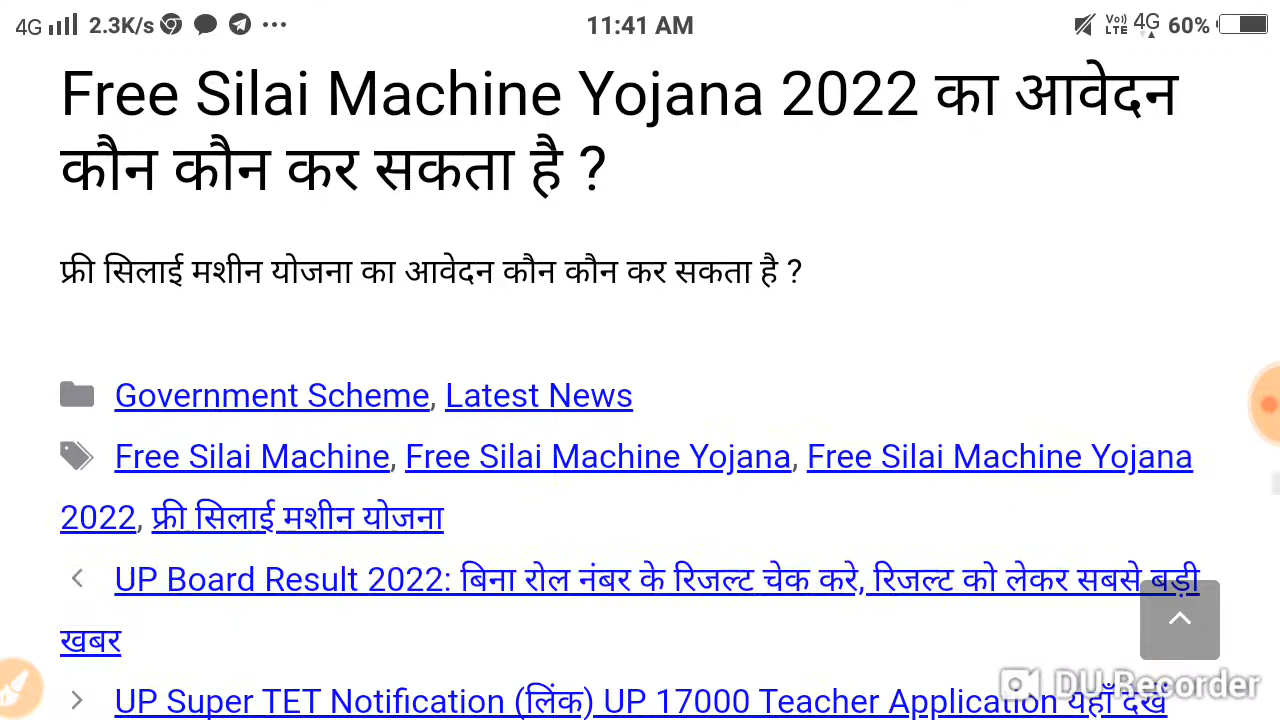 4G 2.3K/s ... 11:41 AM Vo)) LTE 4G 60%
Free Silai Machine Yojana 2022 का आवेदन
कौन कौन कर सकता है ?
फ्री सिलाई मशीन योजना का आवेदन कौन कौन कर सकता है ?
Government Scheme, Latest News
Free Silai Machine, Free Silai Machine Yojana, Free Silai Machine Yojana
2022, फ्री सिलाई मशीन योजना
UP Board Result 2022: बिना रोल नंबर के रिजल्ट चेक करे, रिजल्ट को लेकर सबसे बड़ी
खबर
UP Super TET Notification (लिंक) UP 17000 Teacher Application यहाँ देखें
DU Recorder